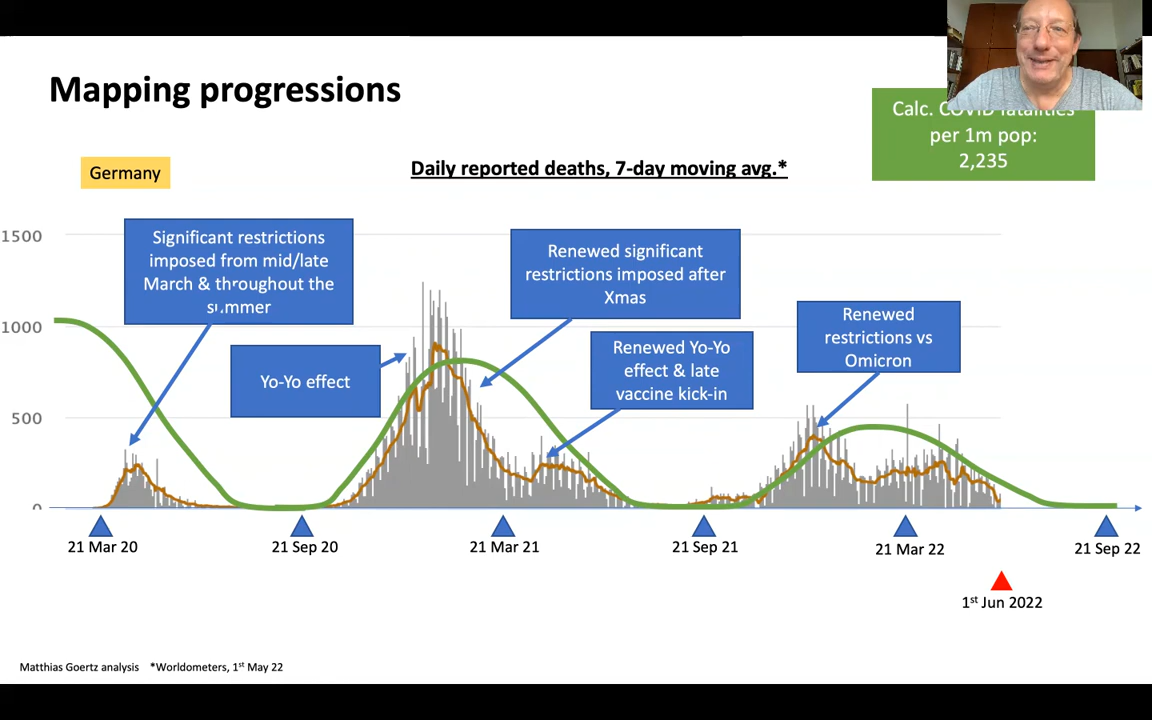 Mapping progressions
Calc. COVID fatalities
per 1m pop:
2,235
Germany
Daily reported deaths, 7-day moving avg.*
1500
1000
500
0
Significant restrictions
imposed from mid/late
March & throughout the
summer
Yo-Yo effect
Renewed significant
restrictions imposed after
Xmas
Renewed Yo-Yo
effect & late
vaccine kick-in
Renewed
restrictions vs
Omicron
21 Mar 20
21 Sep 20
21 Mar 21
21 Sep 21
21 Mar 22
21 Sep 22
1st Jun 2022
Matthias Goertz analysis *Worldometers, 1st May 22